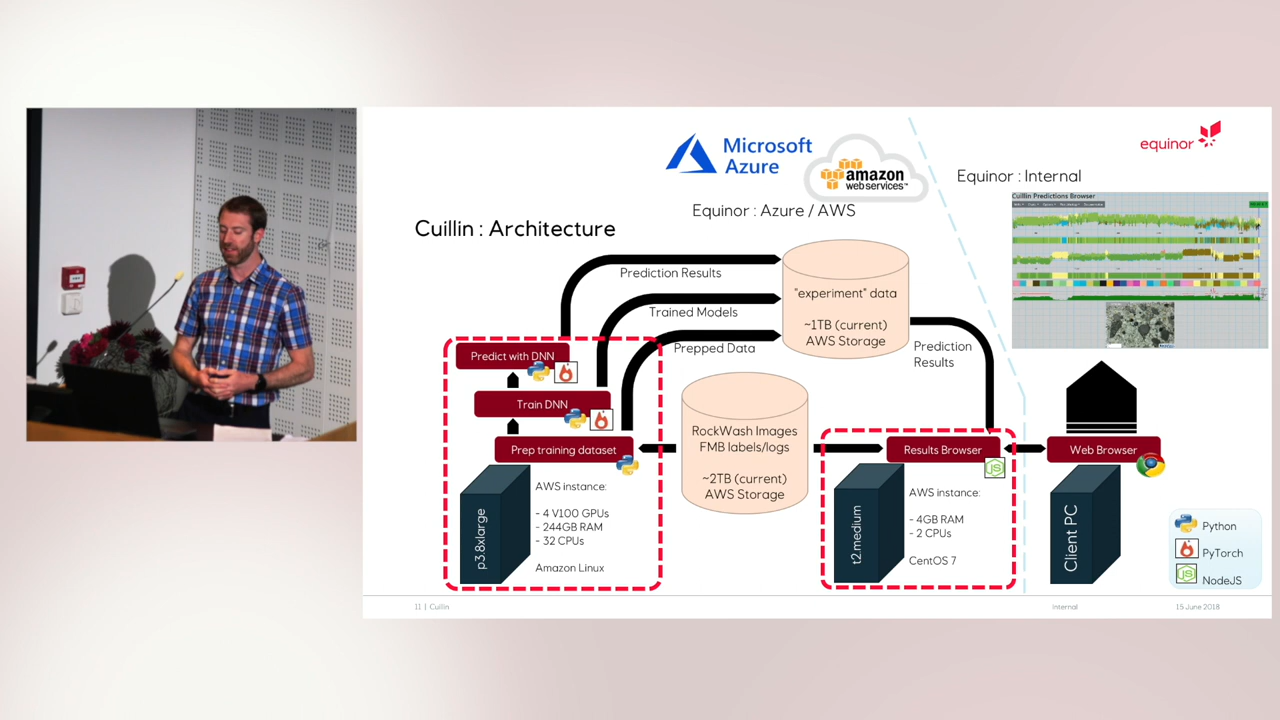 Microsoft
Azure
amazon
web services™
equinor
Equinor : Internal
Equinor : Azure / AWS
Cuillin : Architecture
Cuillin Predictions Browser
Prediction Results
Trained Models
Prepped Data
"experiment" data
~1TB (current)
AWS Storage
Prediction
Results
Predict with DNN
Train DNN
Prep training dataset
RockWash Images
FMB labels/logs
~2TB (current)
AWS Storage
Results Browser
Web Browser
p3.8xlarge
AWS instance:
- 4 V100 GPUs
- 244GB RAM
- 32 CPUs
Amazon Linux
t2.medium
AWS instance:
- 4GB RAM
- 2 CPUs
CentOS 7
Client PC
Python
PyTorch
NodeJS
11 | Cuillin
Internal
15 June 2018